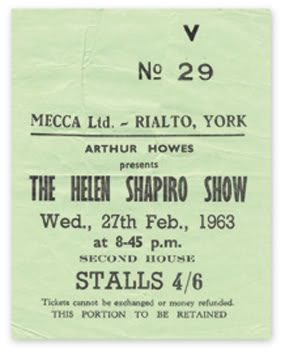 V
No 29
MECCA Ltd. - RIALTO, YORK
ARTHUR HOWES
presents
THE HELEN SHAPIRO SHOW
Wed., 27th Feb., 1963
at 8-45 p.m.
SECOND HOUSE
STALLS 4/6
Tickets cannot be exchanged or money refunded.
THIS PORTION TO BE RETAINED